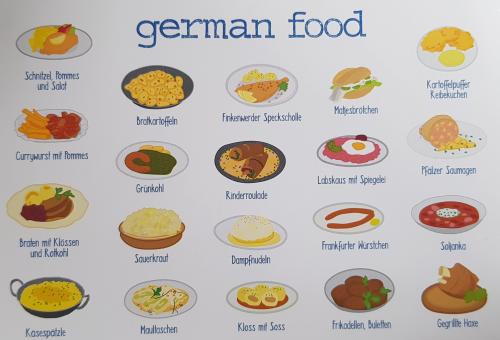 german food
Schnitzel, Pommes
und Salat
Bratkartoffeln
Finkenwerder Speckscholle
Matjesbrötchen
Kartoffelpuffer
Reibekuchen
Currywurst mit Pommes
Grünkohl
Rinderroulade
Labskaus mit Spiegelei
Pfälzer Saumagen
Braten mit Klössen
und Rotkohl
Sauerkraut
Dampfnudeln
Frankfurter Würstchen
Soljanka
Käsespätzle
Maultaschen
Kloss mit Soss
Frikadellen, Buletten
Gegrillte Haxe